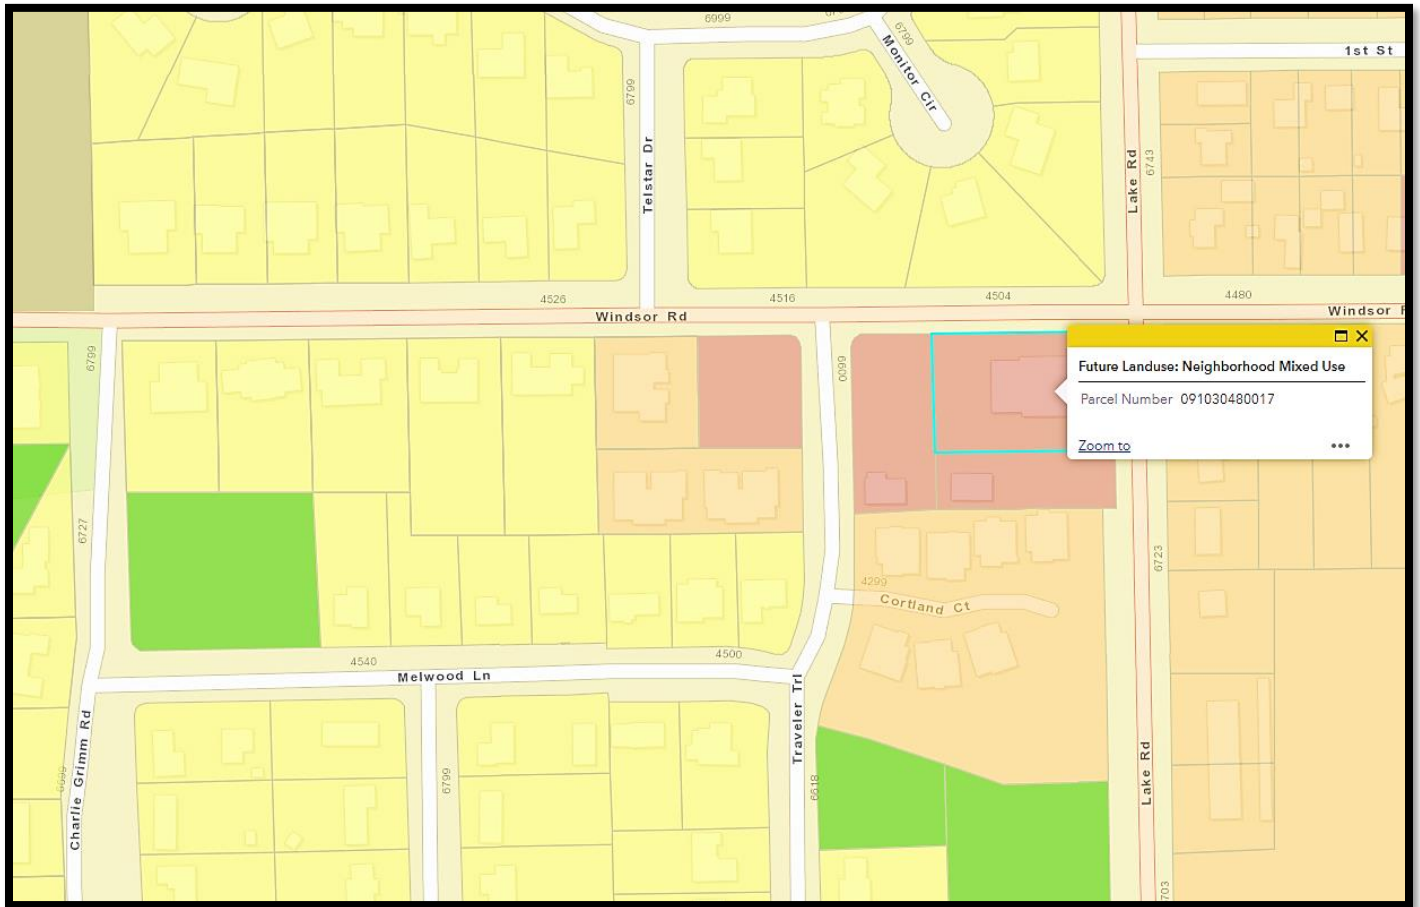 6999
6799
Monitor Cir
1st St
6799
Telstar Dr
Lake Rd
6743
4526
4516
4504
4480
Windsor Rd
Windsor
6799
0099
Future Landuse: Neighborhood Mixed Use
Parcel Number 091030480017
Zoom to
6727
6723
4299
Cortland Ct
4540
4500
Melwood Ln
Traveler Trl
Charlie Grimm Rd
6799
6618
Lake Rd